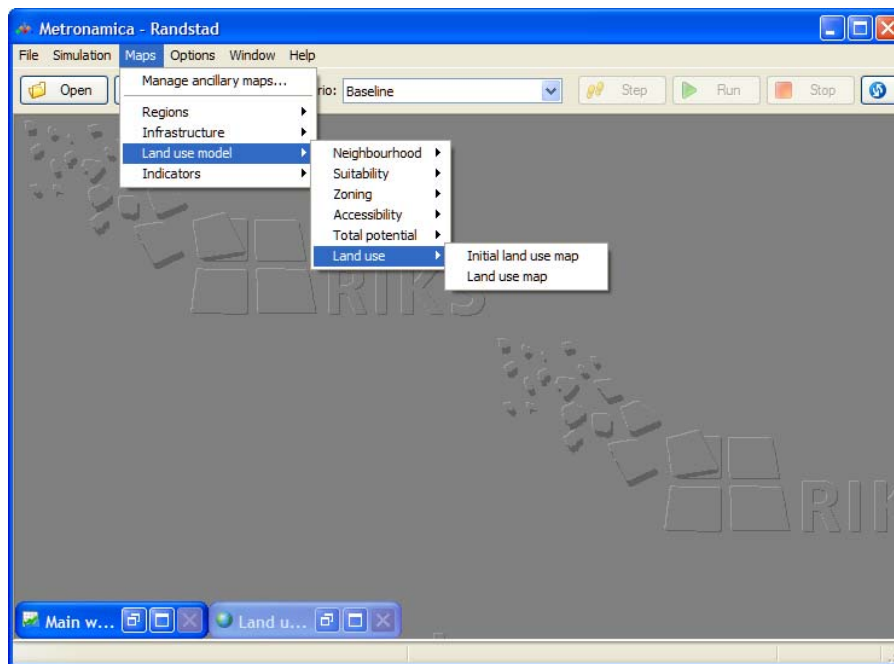 Metronamica - Randstad
File Simulation Maps Options Window Help
Open rio: Baseline Step Run Stop
Manage ancillary maps...
Regions
Infrastructure
Land use model
Indicators
Neighbourhood
Suitability
Zoning
Accessibility
Total potential
Land use
Initial land use map
Land use map
RIKS
RIK
Main w... Land u...